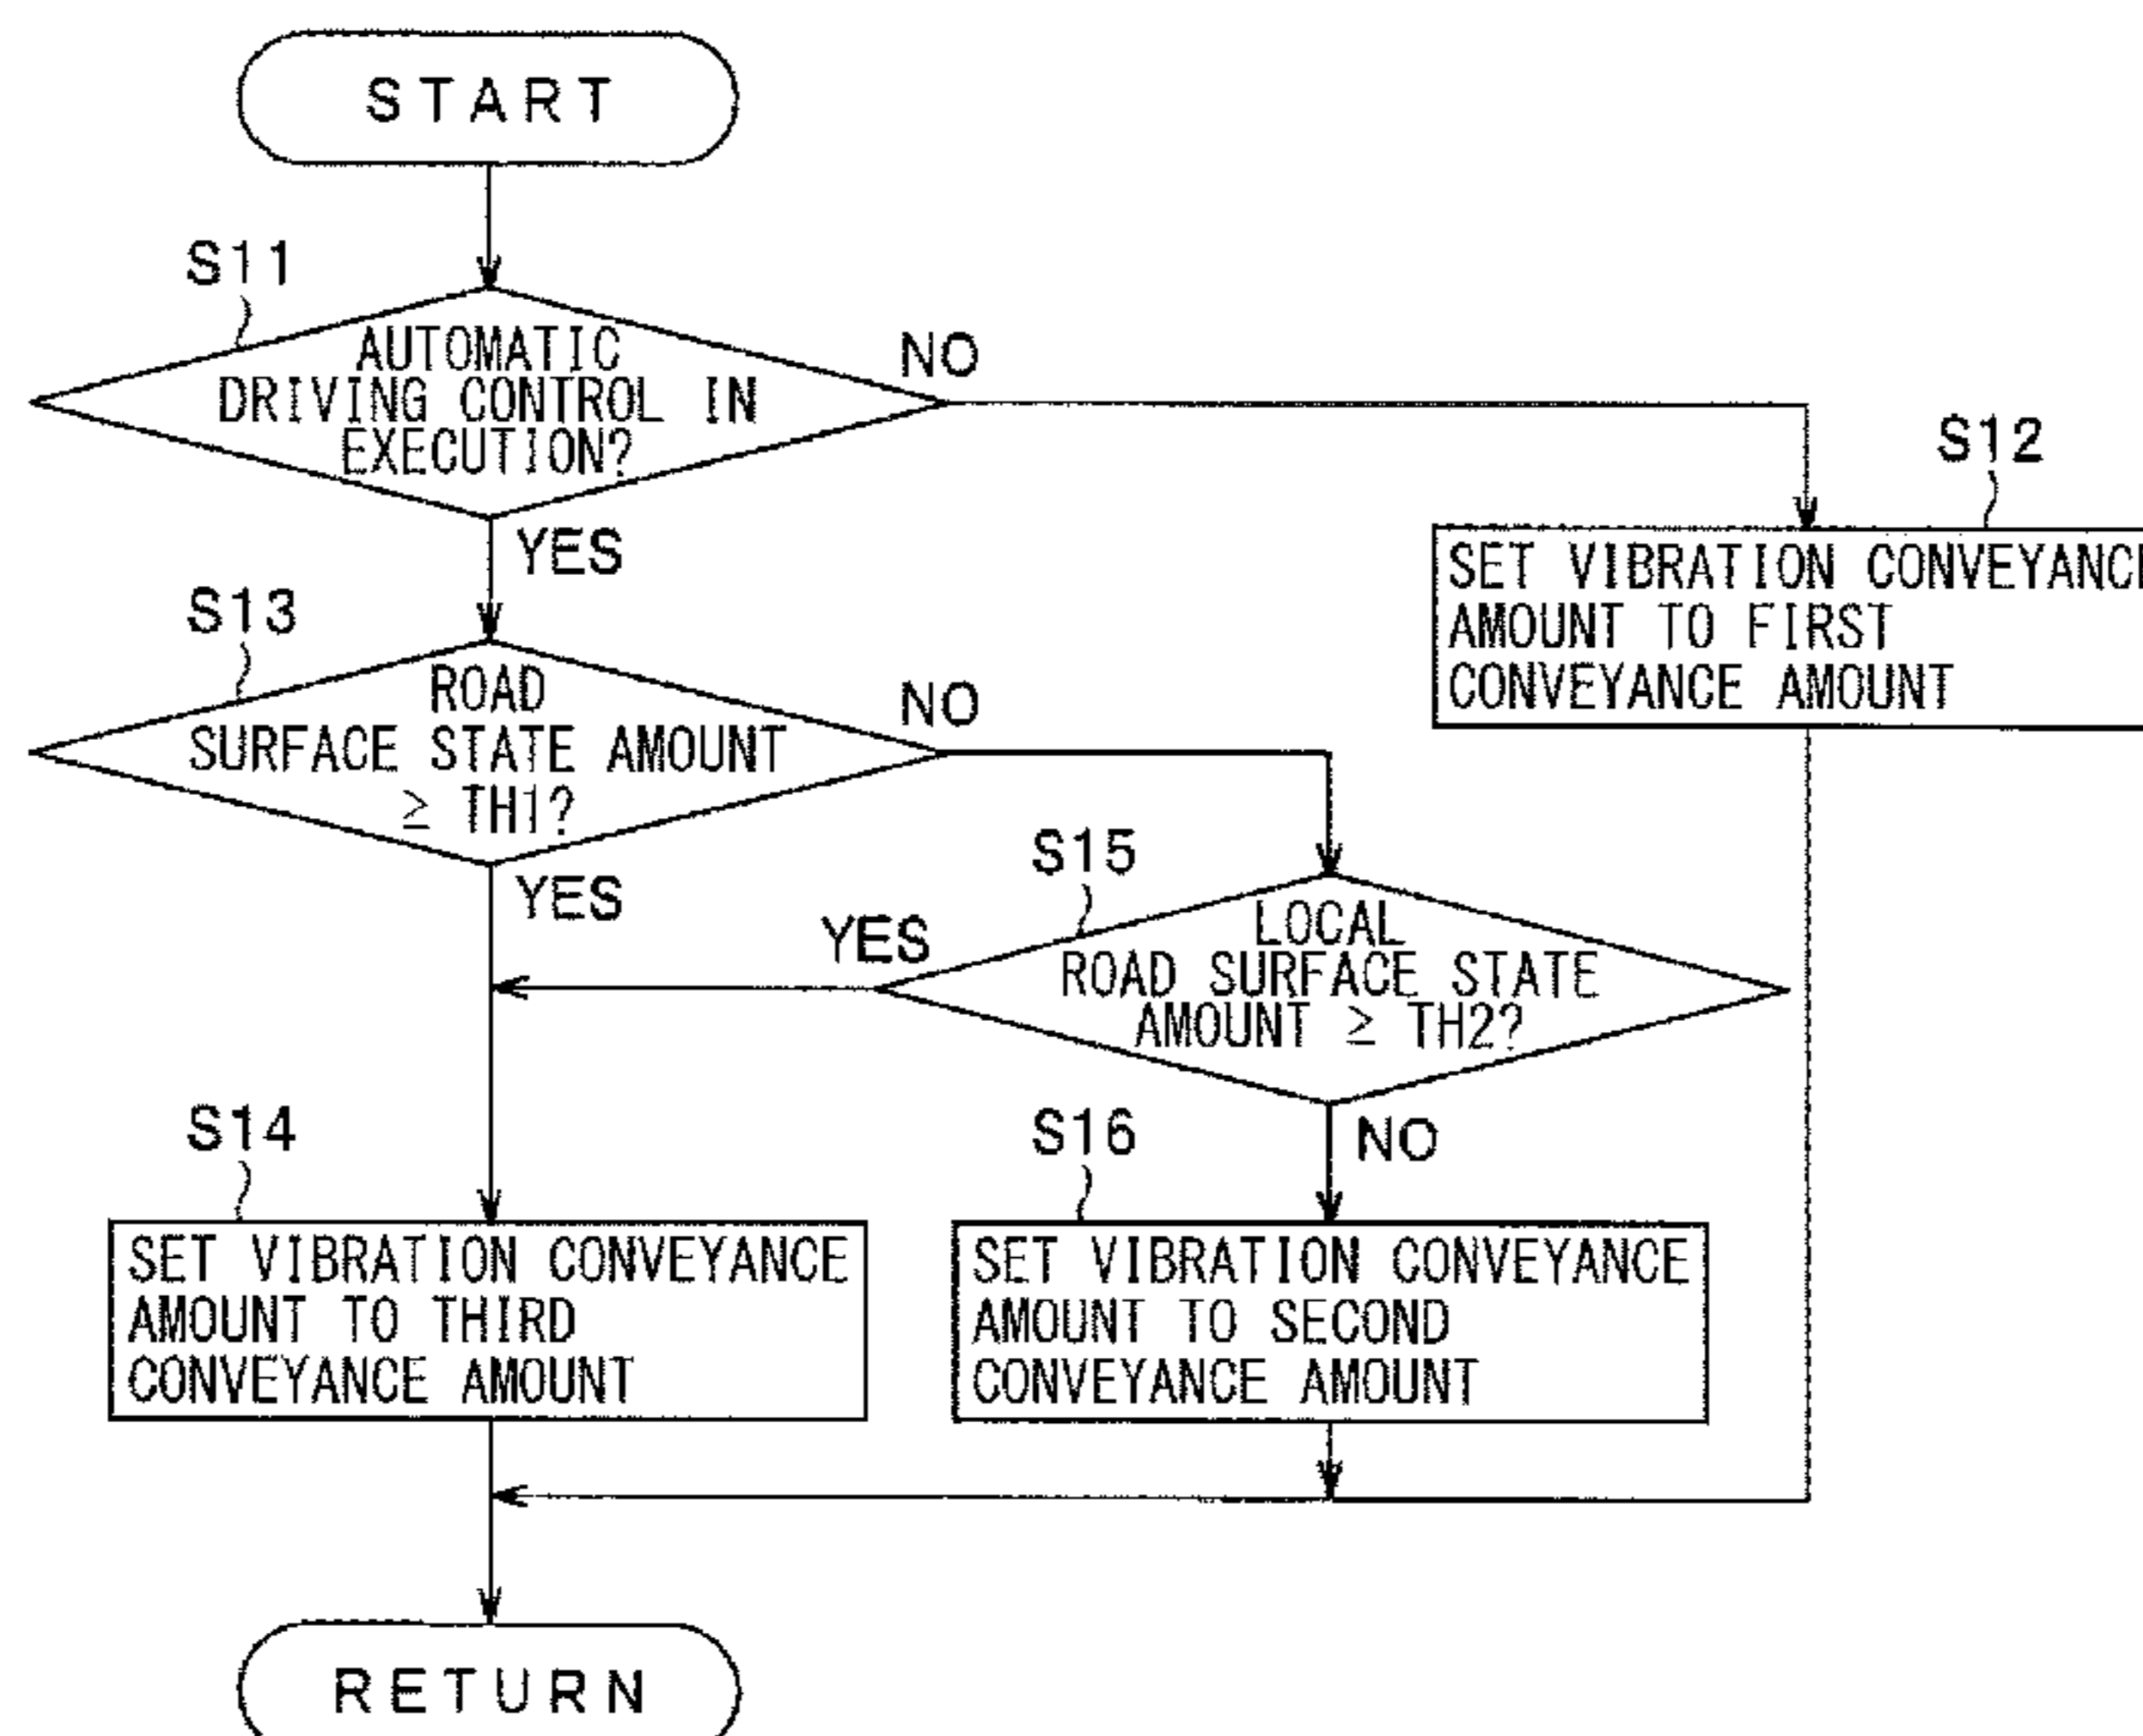 START
S11
AUTOMATIC
DRIVING CONTROL IN
EXECUTION?
NO
YES
S12
SET VIBRATION CONVEYANCE
AMOUNT TO FIRST
CONVEYANCE AMOUNT
S13
ROAD
SURFACE STATE AMOUNT
≥ TH1?
NO
YES
S15
LOCAL
ROAD SURFACE STATE
AMOUNT ≥ TH2?
YES
NO
S14
SET VIBRATION CONVEYANCE
AMOUNT TO THIRD
CONVEYANCE AMOUNT
S16
SET VIBRATION CONVEYANCE
AMOUNT TO SECOND
CONVEYANCE AMOUNT
RETURN